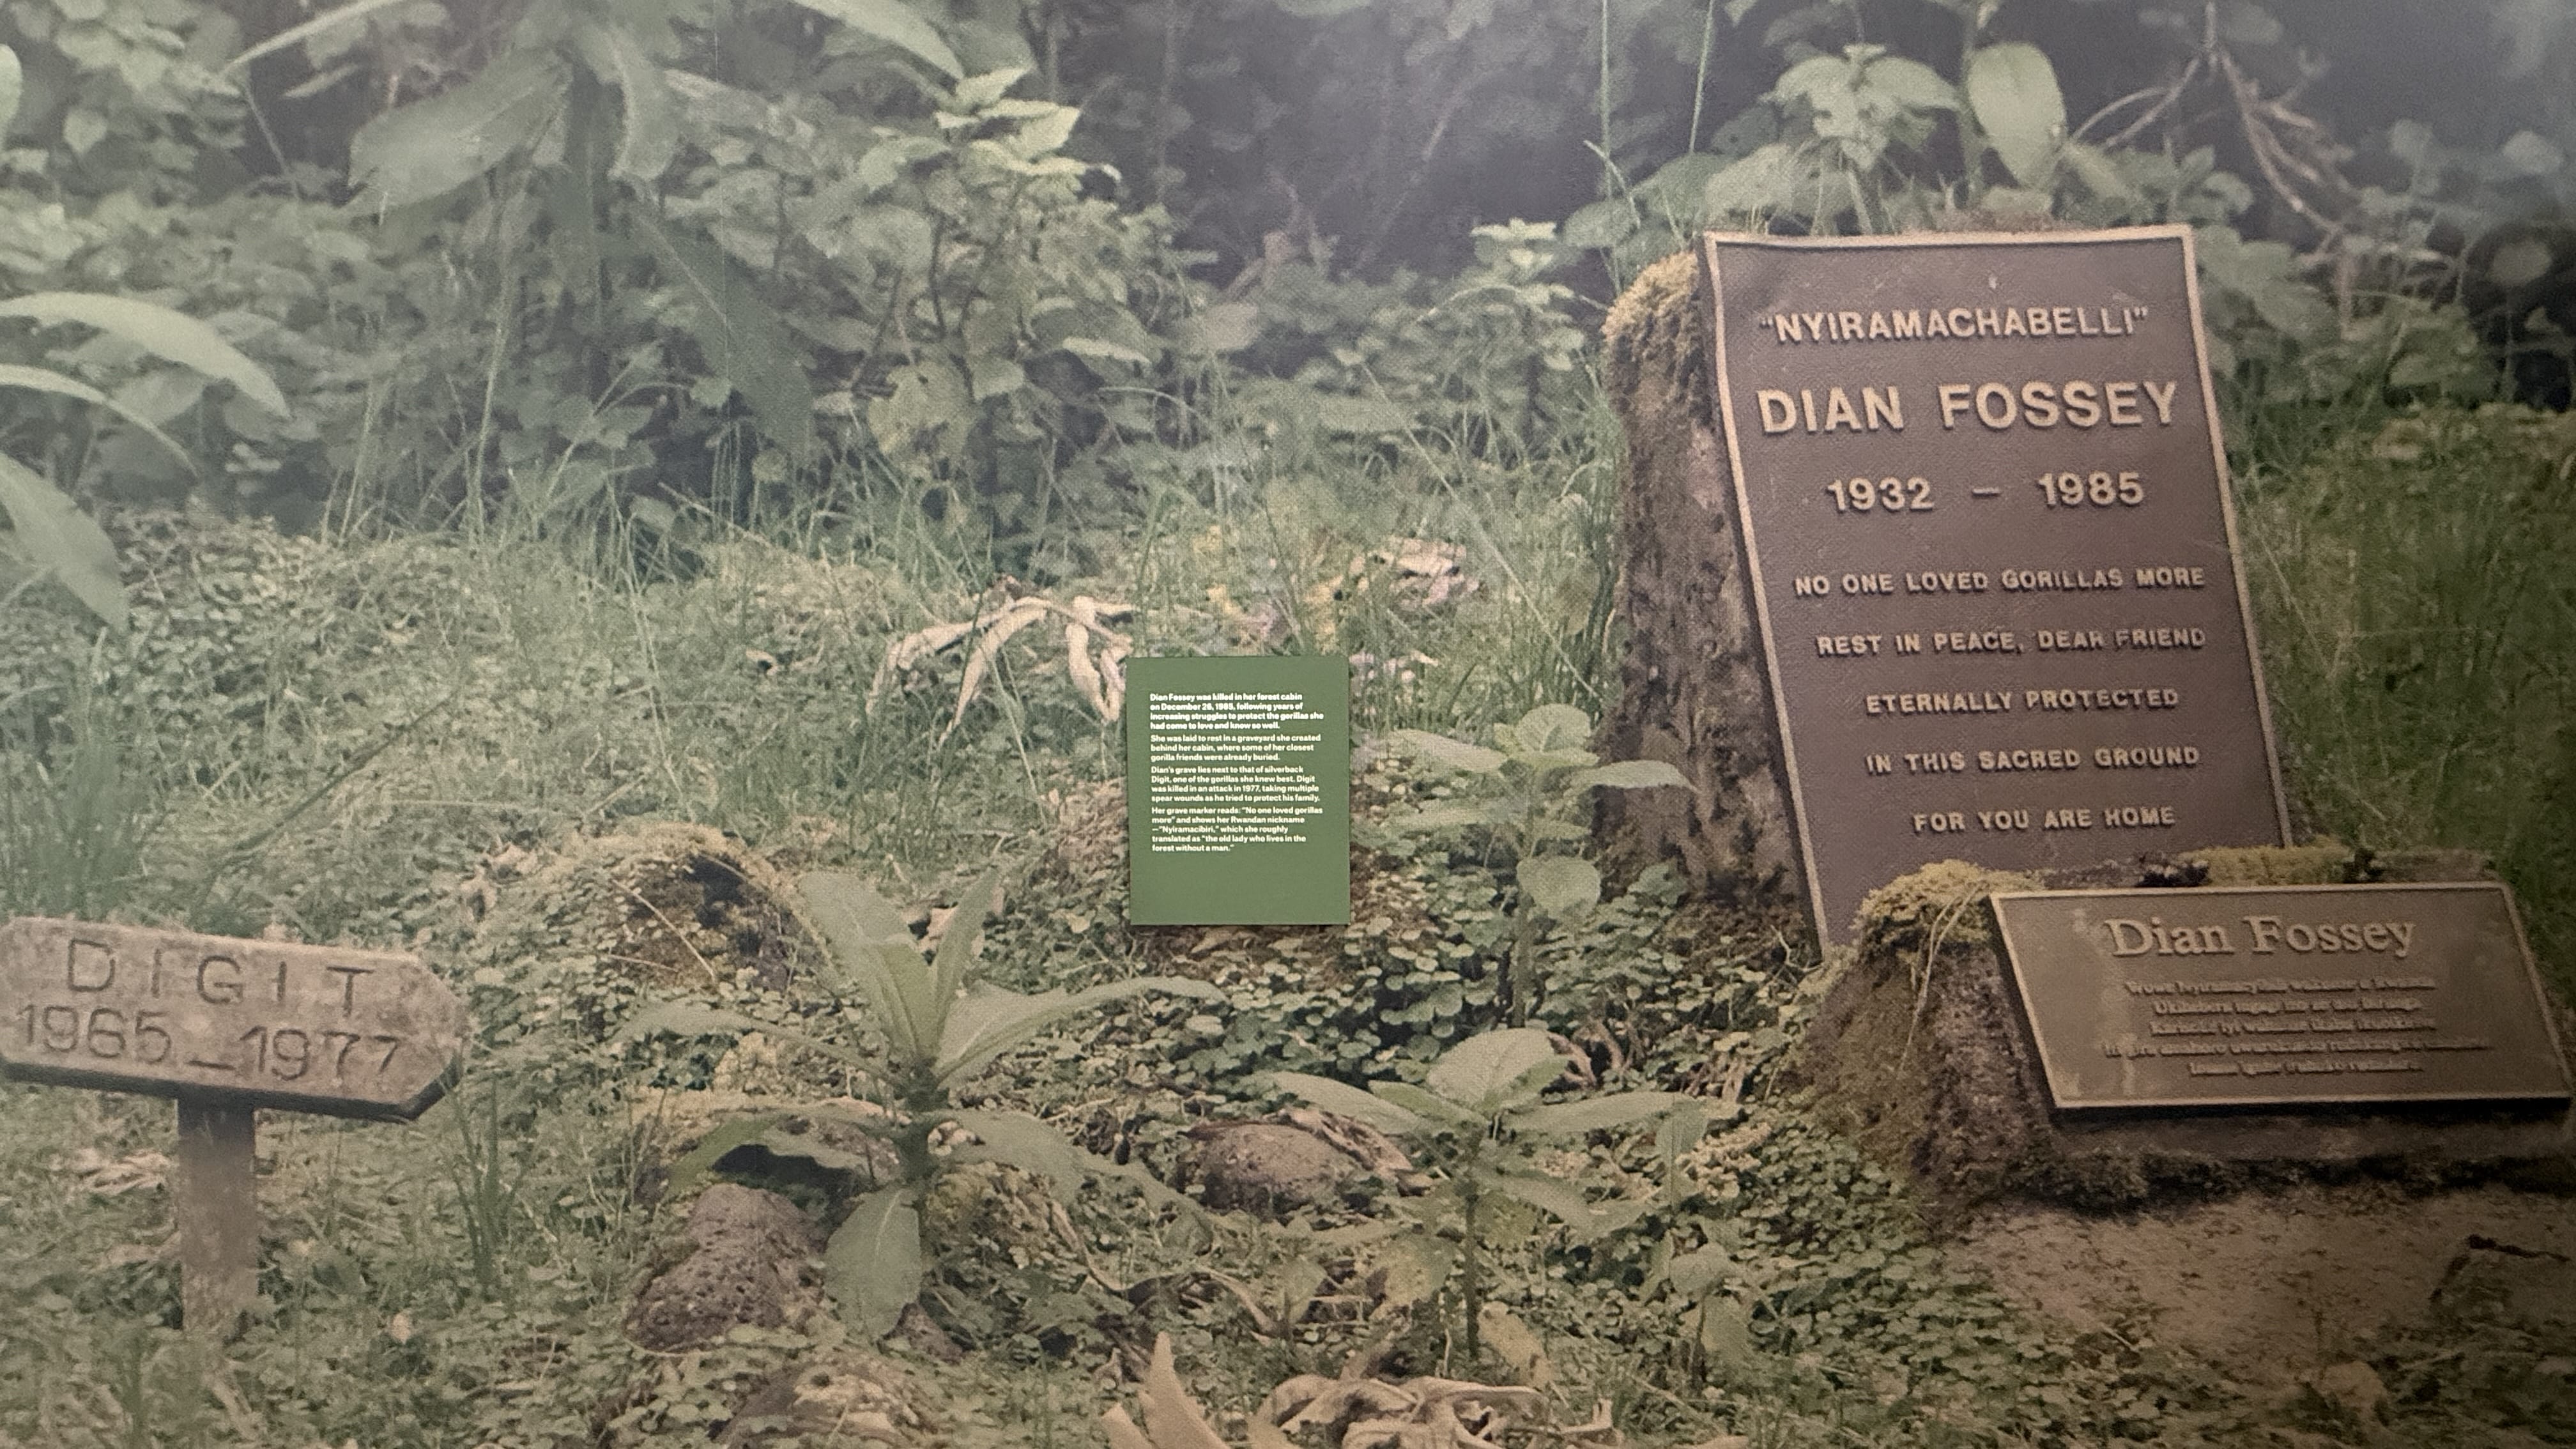 "NYIRAMACHABELLI"
DIAN FOSSEY
1932 – 1985
NO ONE LOVED GORILLAS MORE
REST IN PEACE, DEAR FRIEND
ETERNALLY PROTECTED
IN THIS SACRED GROUND
FOR YOU ARE HOME
Dian Fossey was killed in her forest cabin
on December 26, 1985, following years of
increasing struggles to protect the gorillas she
had come to love and know so well.
She was laid to rest in a graveyard she created
behind her cabin, where some of her closest
gorilla friends were already buried.
Dian's grave lies next to that of silverback
Digit, one of the gorillas she knew best. Digit
was killed in an attack in 1977, taking multiple
spear wounds as he tried to protect his family.
Her grave marker reads: "No one loved gorillas
more" and shows her Rwandan nickname
—"Nyiramacibiri," which she roughly
translated as "the old lady who lives in the
forest without a man."
DIGIT
1965–1977
Dian Fossey